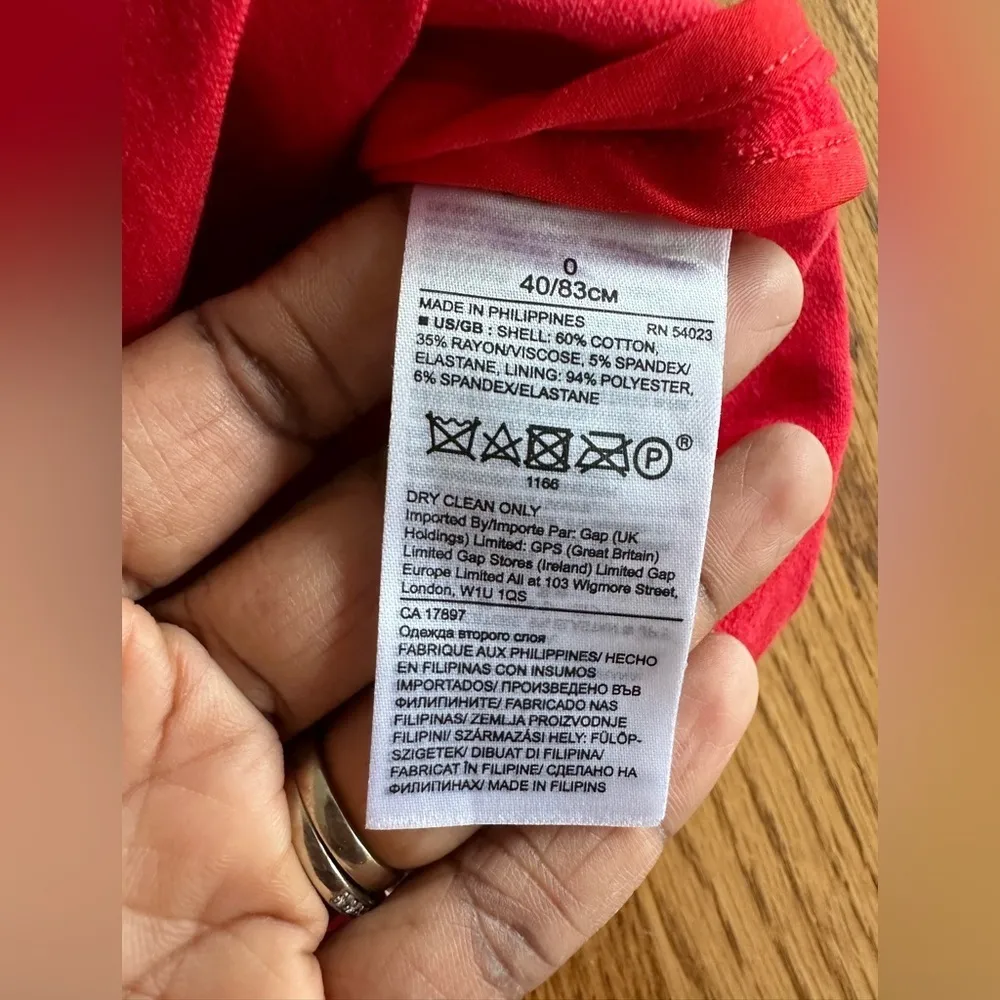 0
40/83CM
MADE IN PHILIPPINES RN 54023
■ US/GB : SHELL: 60% COTTON,
35% RAYON/VISCOSE, 5% SPANDEX/
ELASTANE, LINING: 94% POLYESTER,
6% SPANDEX/ELASTANE
P ®
1166
DRY CLEAN ONLY
Imported By/Importe Par: Gap (UK
Holdings) Limited: GPS (Great Britain)
Limited Gap Stores (Ireland) Limited Gap
Europe Limited All at 103 Wigmore Street,
London, W1U 1QS
CA 17897
Одежда второго слоя
FABRIQUE AUX PHILIPPINES/ HECHO
EN FILIPINAS CON INSUMOS
IMPORTADOS/ ПРОИЗВЕДЕНО ВЪВ
ФИЛИПИНИТЕ/ FABRICADO NAS
FILIPINAS/ ZEMLJA PROIZVODNJE
FILIPINI/ SZÁRMAZÁSI HELY: FÜLÖP-
SZIGETEK/ DIBUAT DI FILIPINA/
FABRICAT ÎN FILIPINE/ СДЕЛАНО НА
ФИЛИПИНАХ/ MADE IN FILIPINS